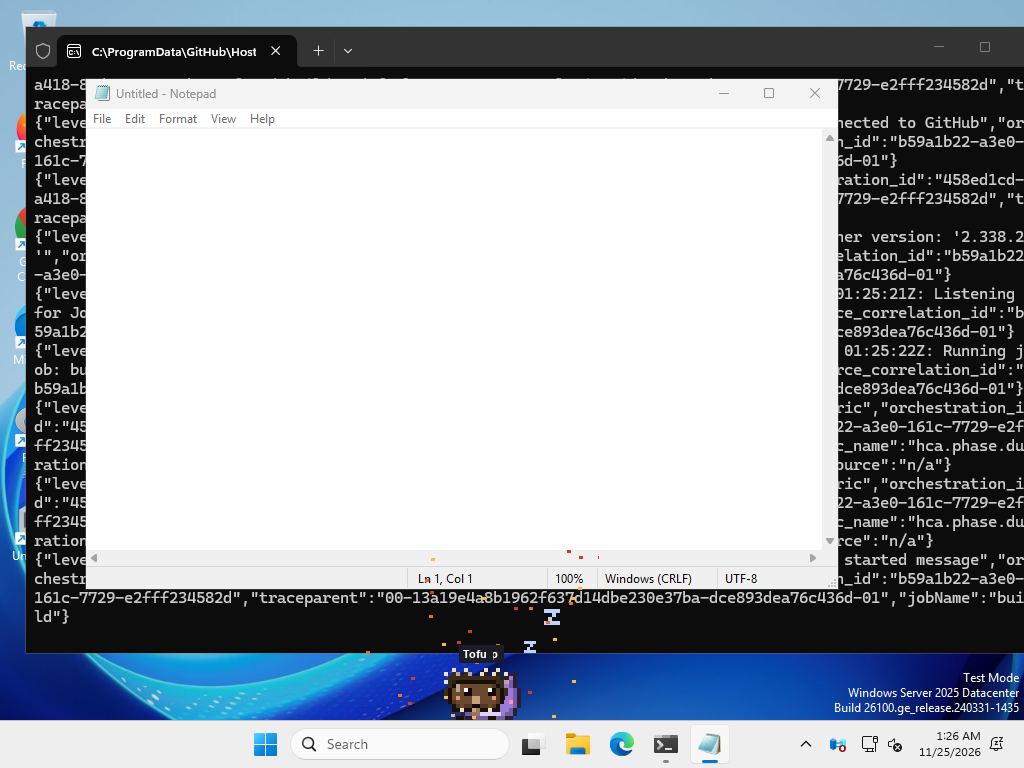 C:\ProgramData\GitHub\Host
a418-8
7729-e2fff234582d","t
racepa
Untitled - Notepad
File Edit Format View Help
{"leve
nected to GitHub","or
chestr
n_id":"b59a1b22-a3e0-
161c-7
6d-01"}
{"leve
ration_id":"458ed1cd-
a418-8
7729-e2fff234582d","t
racepa
{"leve
ner version: '2.338.2
'","or
elation_id":"b59a1b22
-a3e0-
a76c436d-01"}
{"leve
01:25:21Z: Listening
for Jo
rce_correlation_id":"b
59a1b2
ce893dea76c436d-01"}
{"leve
01:25:22Z: Running j
ob: bu
rce_correlation_id":"
b59a1b
dce893dea76c436d-01"}
{"leve
ric","orchestration_i
d":"45
22-a3e0-161c-7729-e2f
ff2345
c_name":"hca.phase.du
ration
ource":"n/a"}
{"leve
ric","orchestration_i
d":"45
22-a3e0-161c-7729-e2f
ff2345
c_name":"hca.phase.du
ration
rce":"n/a"}
{"leve
started message","or
chestr
n_id":"b59a1b22-a3e0-
Ln 1, Col 1 100% Windows (CRLF) UTF-8
161c-7729-e2fff234582d","traceparent":"00-13a19e4a8b1962f637d14dbe230e37ba-dce893dea76c436d-01","jobName":"bui
ld"}
Z
Z
Tofu
Test Mode
Windows Server 2025 Datacenter
Build 26100.ge_release.240331-1435
Search
1:26 AM
11/25/2026